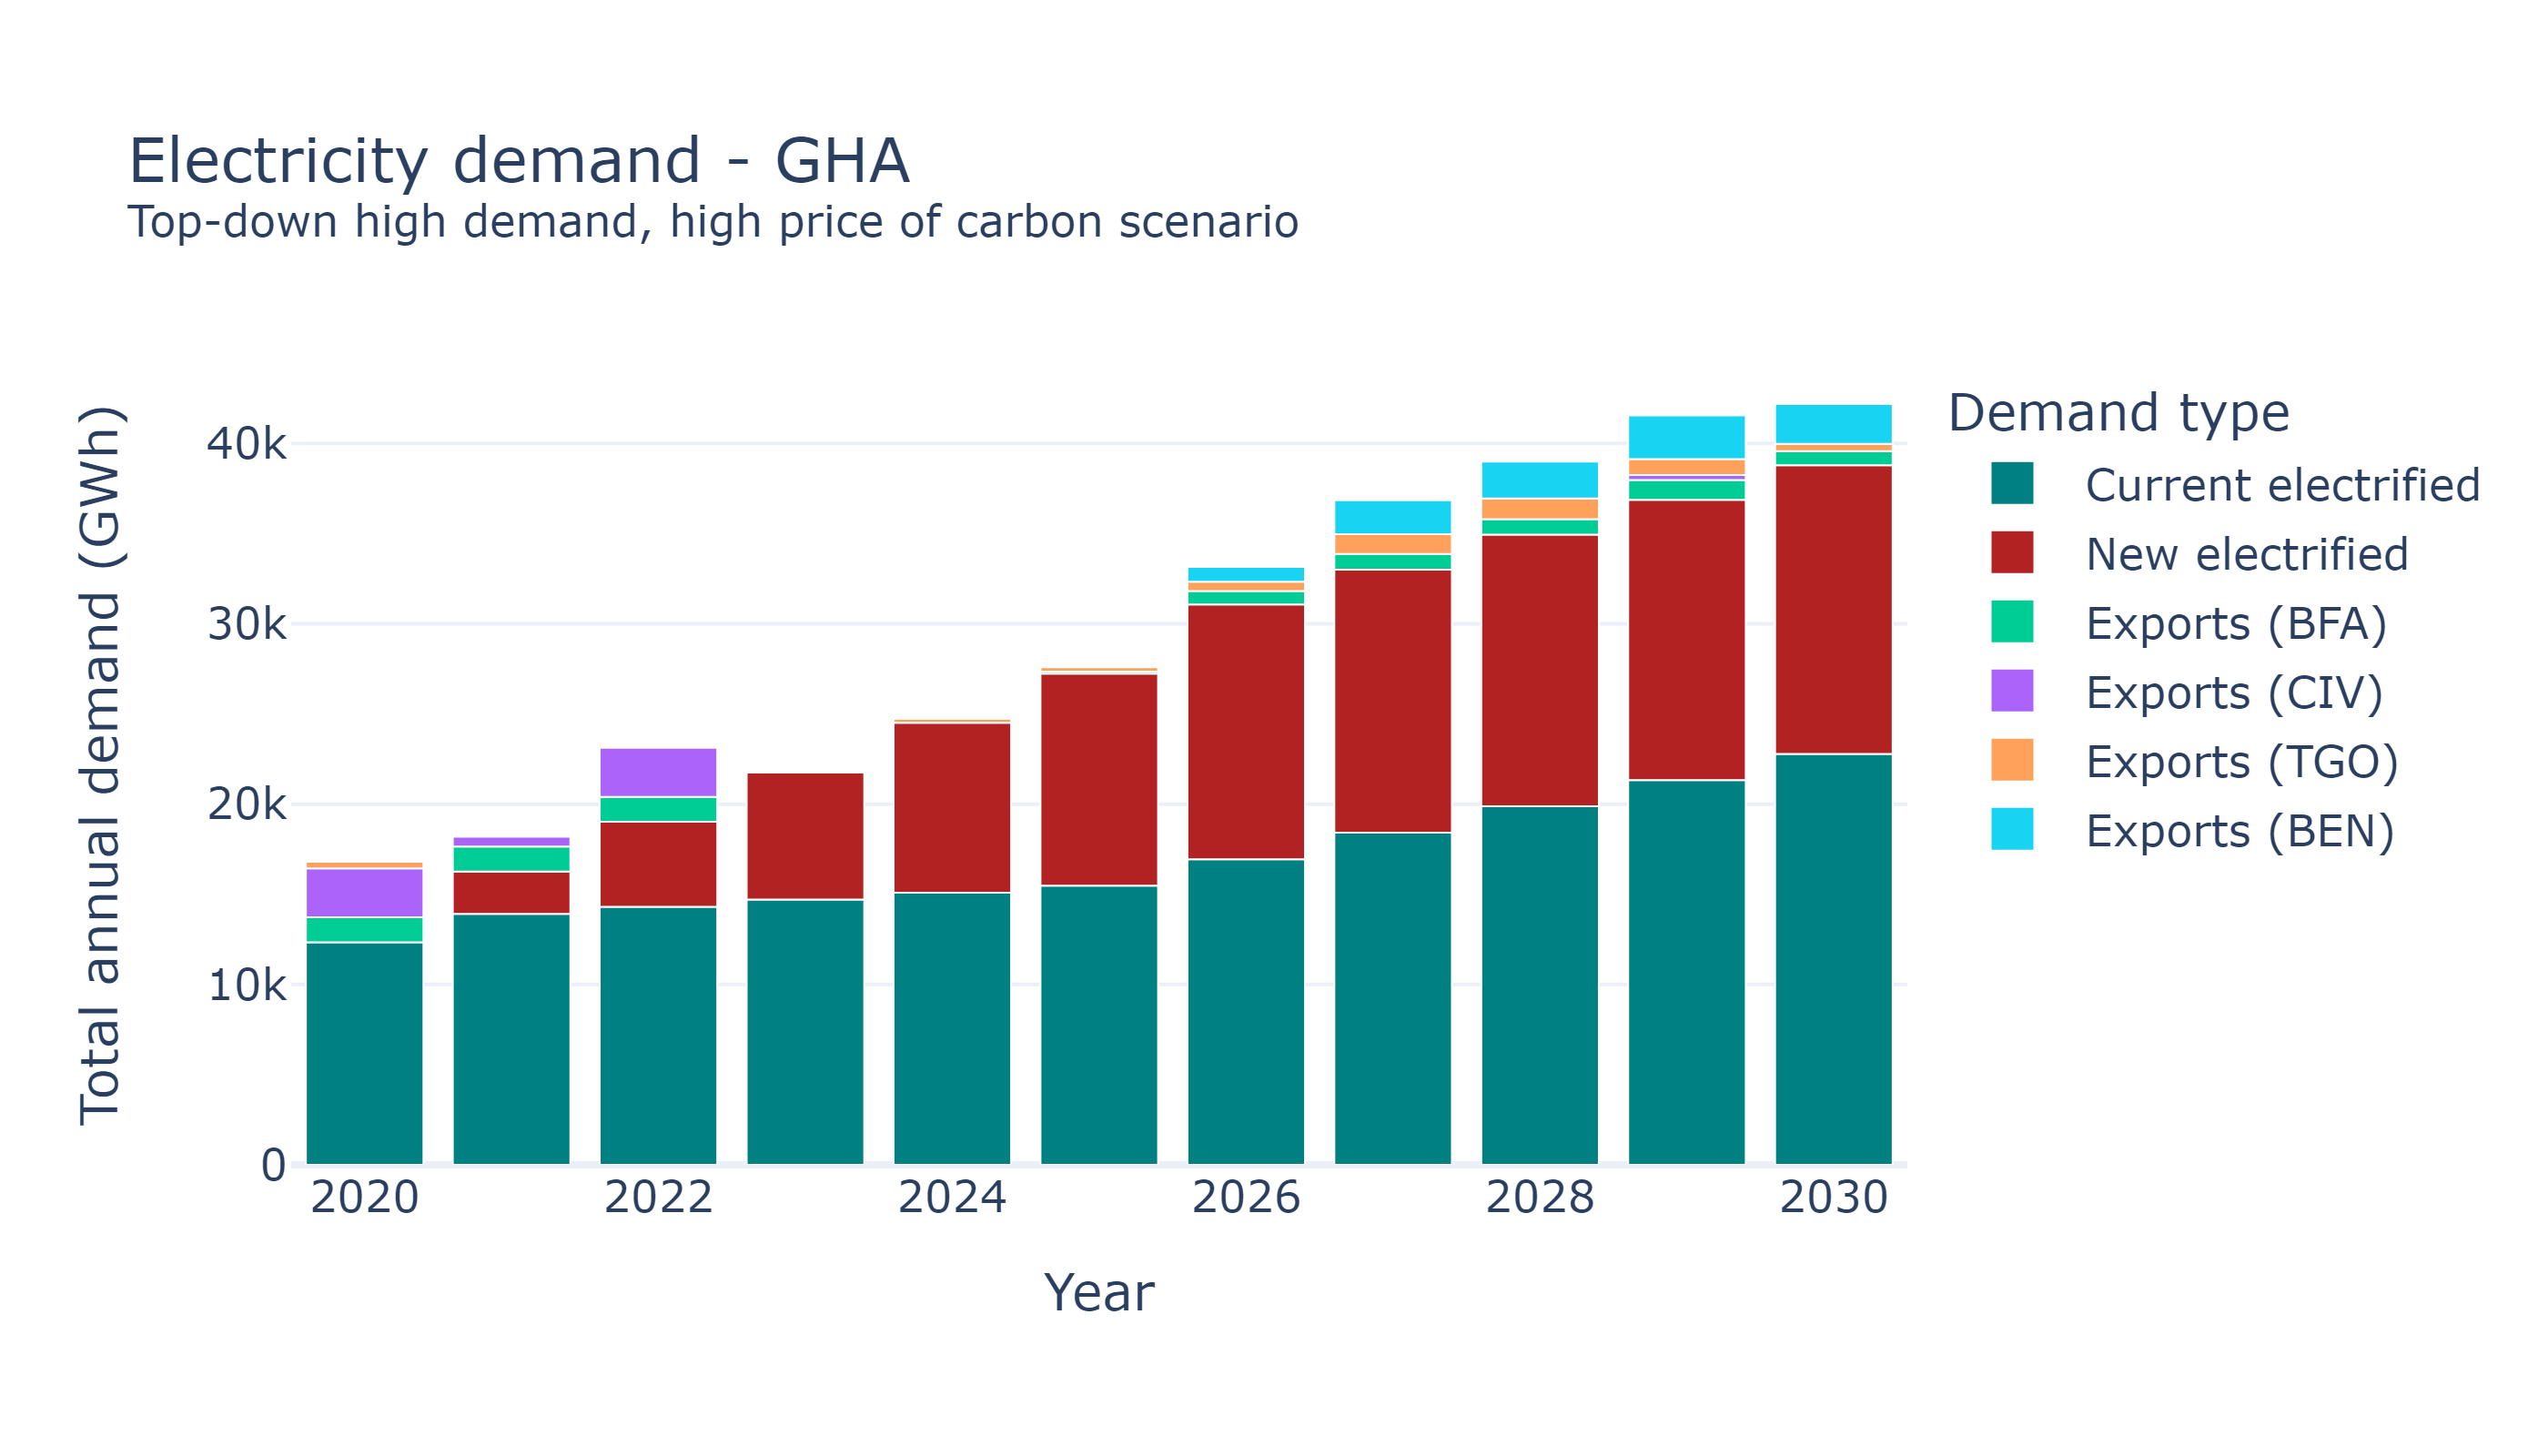 Electricity demand - GHA
Top-down high demand, high price of carbon scenario
Total annual demand (GWh)
40k
30k
20k
10k
0
2020
2022
2024
2026
2028
2030
Year
Demand type
Current electrified
New electrified
Exports (BFA)
Exports (CIV)
Exports (TGO)
Exports (BEN)